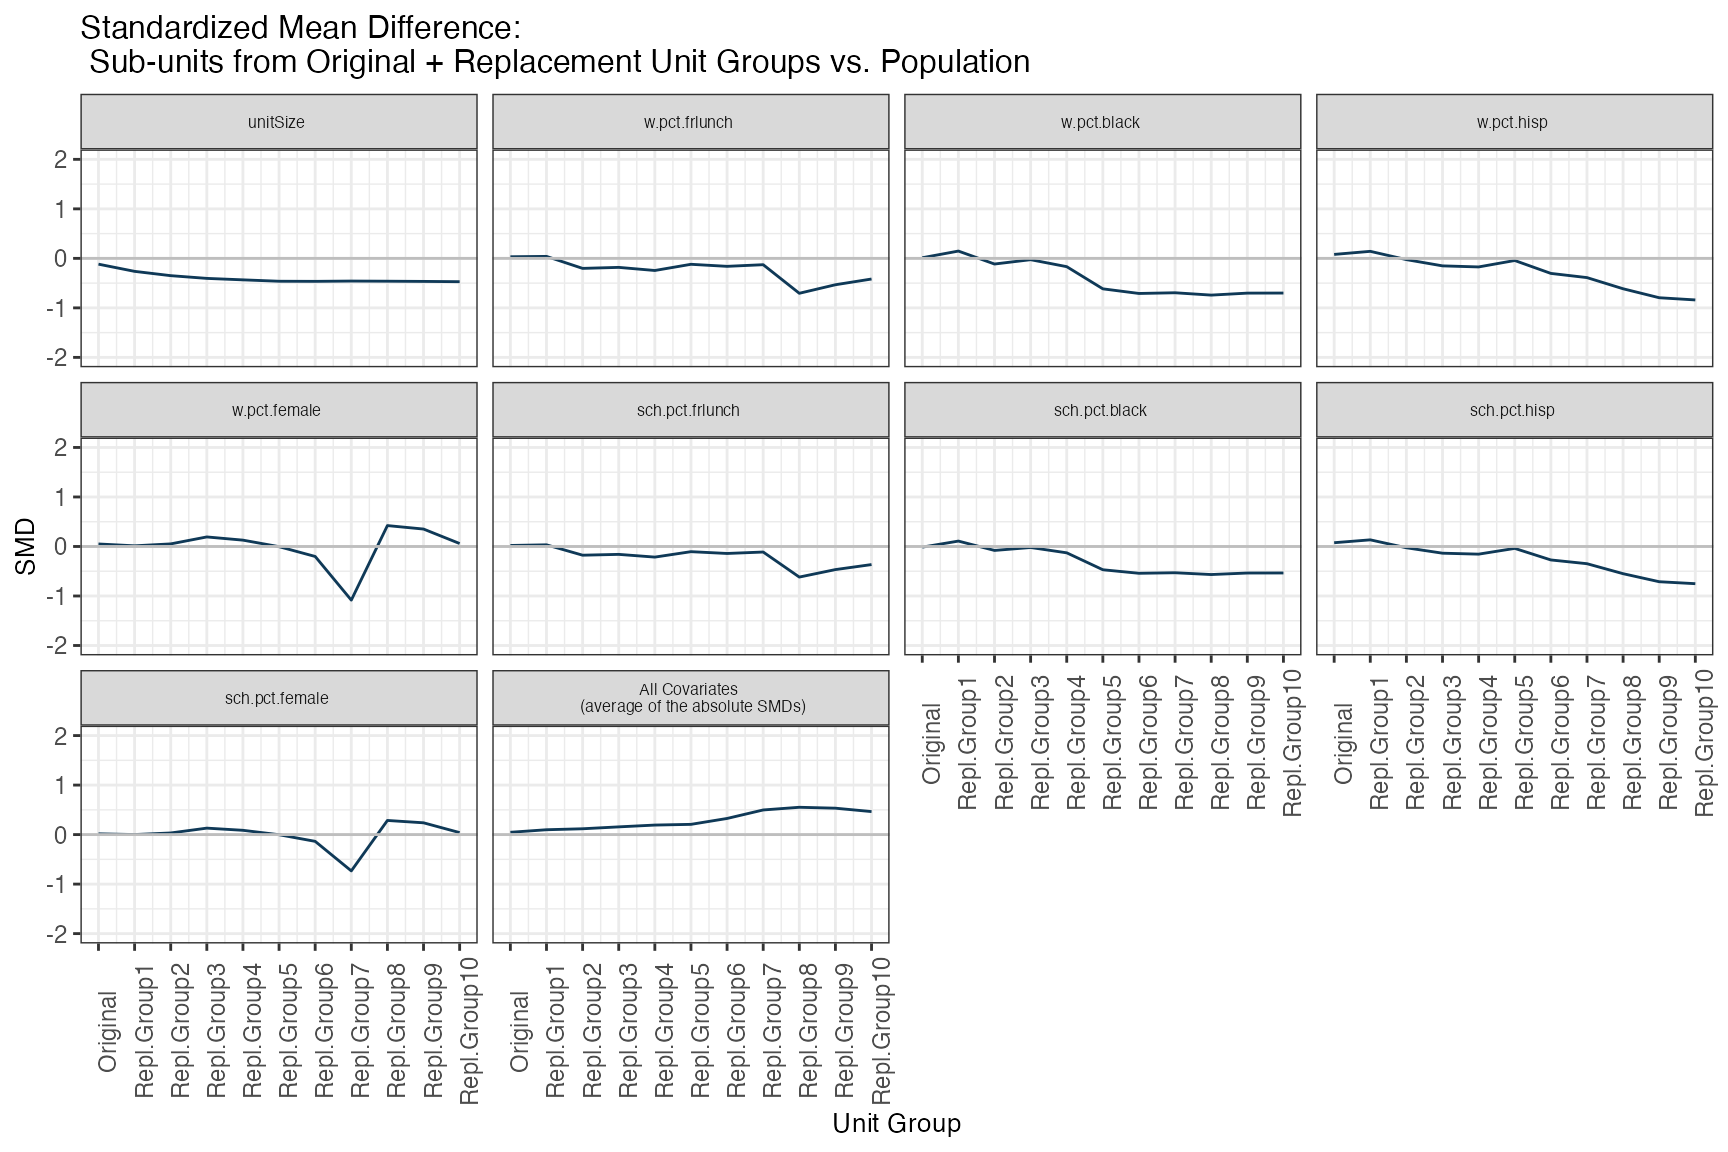 Standardized Mean Difference:
Sub-units from Original + Replacement Unit Groups vs. Population
unitSize
w.pct.frlunch
w.pct.black
w.pct.hisp
2
1
0
-1
-2
w.pct.female
sch.pct.frlunch
sch.pct.black
sch.pct.hisp
2
1
0
-1
-2
SMD
sch.pct.female
All Covariates
(average of the absolute SMDs)
2
1
0
-1
-2
Original
Repl.Group1
Repl.Group2
Repl.Group3
Repl.Group4
Repl.Group5
Repl.Group6
Repl.Group7
Repl.Group8
Repl.Group9
Repl.Group10
Original
Repl.Group1
Repl.Group2
Repl.Group3
Repl.Group4
Repl.Group5
Repl.Group6
Repl.Group7
Repl.Group8
Repl.Group9
Repl.Group10
Original
Repl.Group1
Repl.Group2
Repl.Group3
Repl.Group4
Repl.Group5
Repl.Group6
Repl.Group7
Repl.Group8
Repl.Group9
Repl.Group10
Original
Repl.Group1
Repl.Group2
Repl.Group3
Repl.Group4
Repl.Group5
Repl.Group6
Repl.Group7
Repl.Group8
Repl.Group9
Repl.Group10
Unit Group